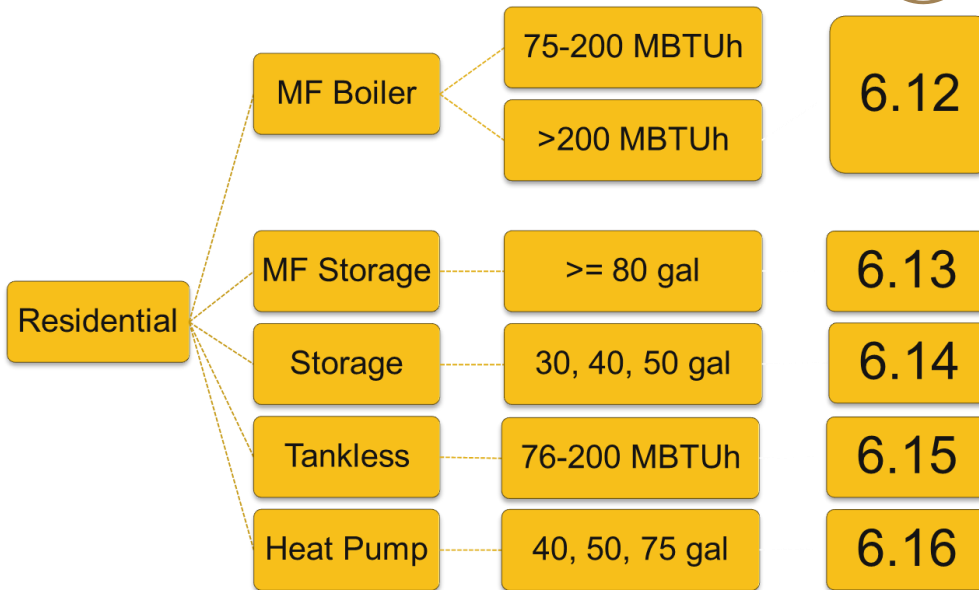 75-200 MBTUh
MF Boiler
6.12
>200 MBTUh
MF Storage
>= 80 gal
6.13
Residential
Storage
30, 40, 50 gal
6.14
Tankless
76-200 MBTUh
6.15
Heat Pump
40, 50, 75 gal
6.16